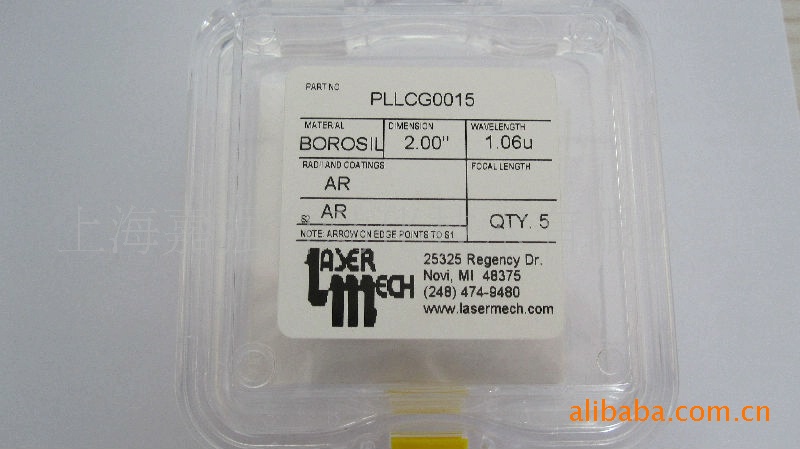 PART NO
PLLCG0015
MATERIAL DIMENSION WAVELENGTH
BOROSIL 2.00" 1.06u
RADII AND COATINGS FOCAL LENGTH
AR
S2 AR QTY. 5
NOTE: ARROW ON EDGE POINTS TO S1
LASER MECH
25325 Regency Dr.
Novi, MI 48375
(248) 474-9480
www.lasermech.com
上海嘉
alibaba.com.cn